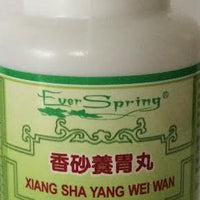 Ever Spring®
香砂養胃丸
XIANG SHA YANG WEI WAN